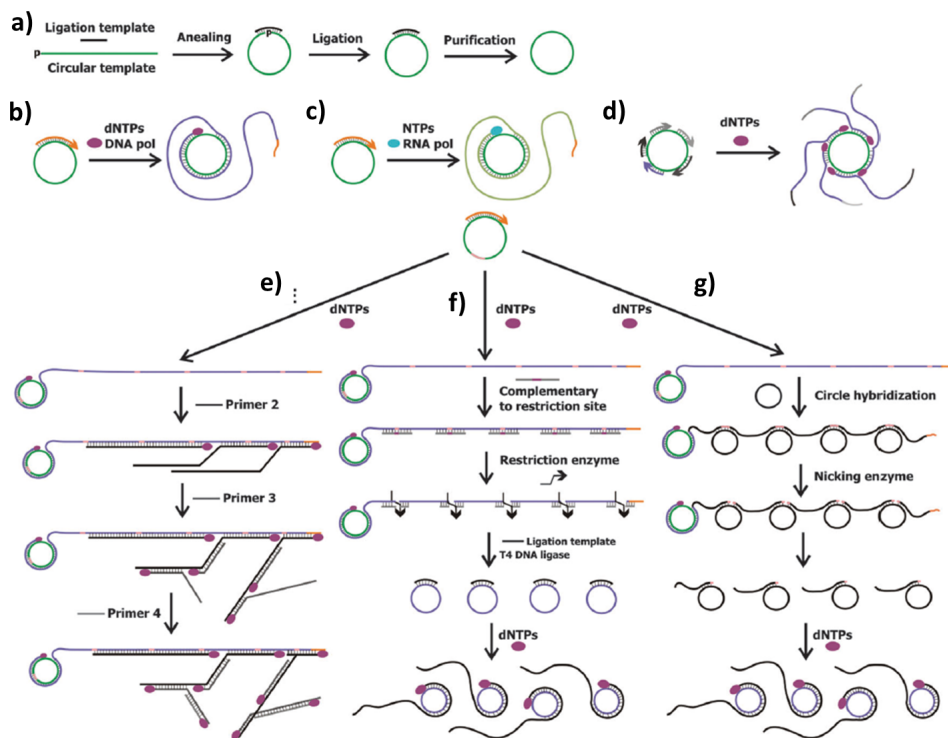 a)
Ligation template
p
Circular template
Anealing
p
Ligation
Purification
b)
dNTPs
DNA pol
c)
NTPs
RNA pol
d)
e)
dNTPs
f)
dNTPs
g)
dNTPs
Primer 2
Primer 3
Primer 4
Complementary
to restriction site
Restriction enzyme
Ligation template
T4 DNA ligase
dNTPs
Circle hybridization
Nicking enzyme
dNTPs